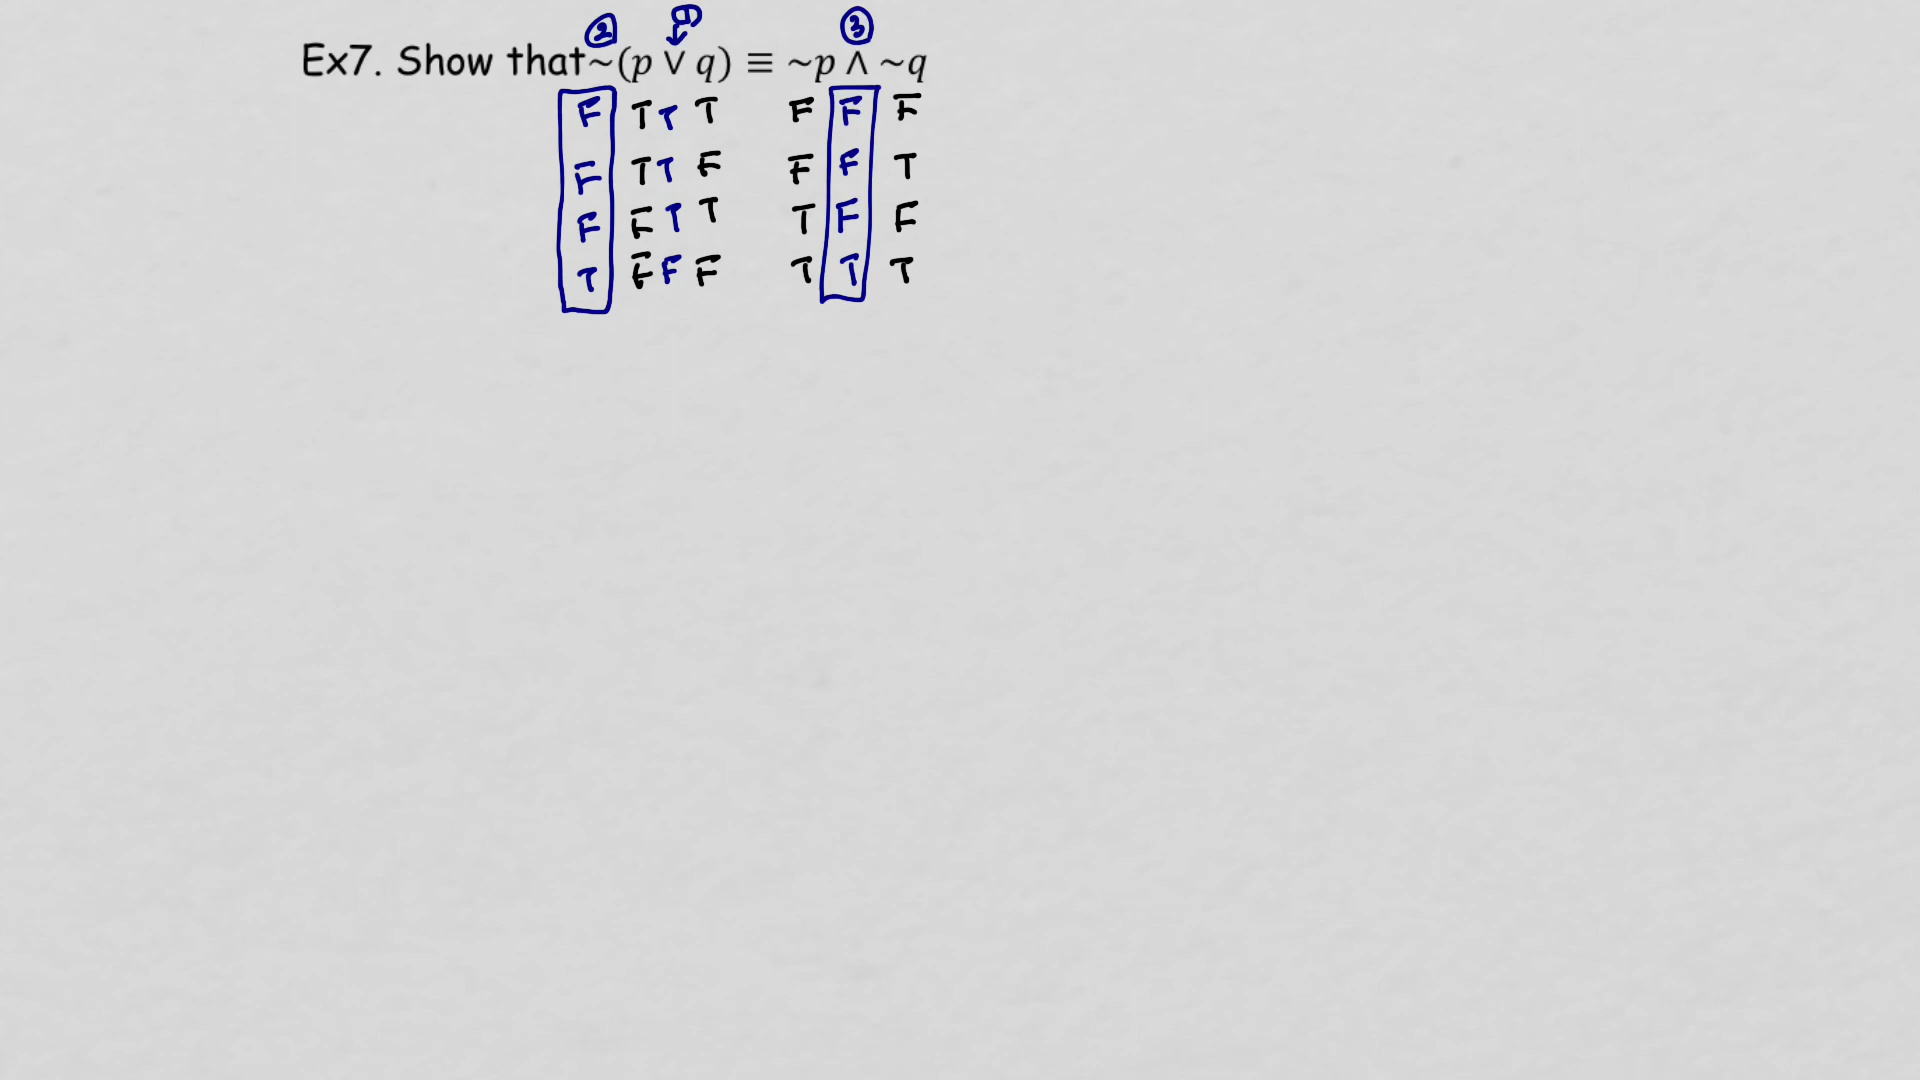 ② ① ③
Ex7. Show that ~(p ∨ q) ≡ ~p ∧ ~q
F T T T F F F
F T T F F F T
F F T T T F F
T F F F T T T